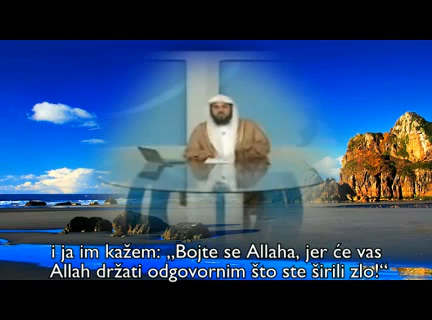 i ja im kažem: „Bojte se Allaha, jer će vas
Allah držati odgovornim što ste širili zlo!“